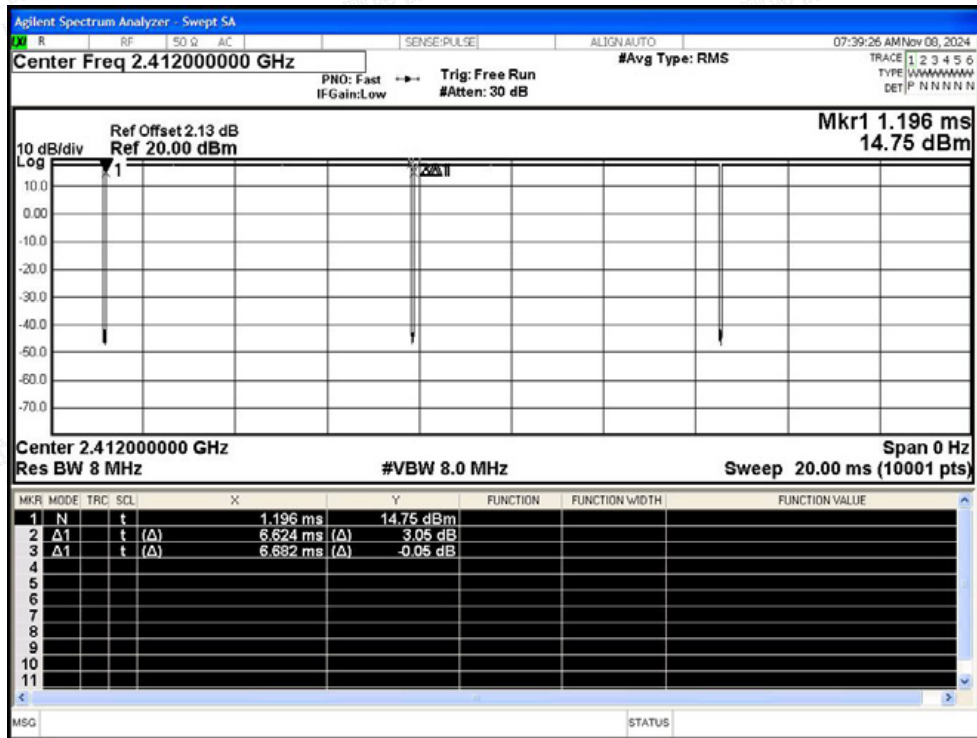 Agilent Spectrum Analyzer - Swept SA
LXI R RF 50 Ω AC SENSE:PULSE ALIGNAUTO 07:39:26 AM Nov 08, 2024
Center Freq 2.412000000 GHz #Avg Type: RMS TRACE 1 2 3 4 5 6
PNO: Fast Trig: Free Run TYPE WWWWWW
IFGain:Low #Atten: 30 dB DET P N N N N N
Mkr1 1.196 ms
Ref Offset 2.13 dB
10 dB/div Ref 20.00 dBm 14.75 dBm
Log
1
10.0
0.00
-10.0
-20.0
-30.0
-40.0
-50.0
-60.0
-70.0
Center 2.412000000 GHz Span 0 Hz
Res BW 8 MHz #VBW 8.0 MHz Sweep 20.00 ms (10001 pts)
MKR MODE TRC SCL X Y FUNCTION FUNCTION WIDTH FUNCTION VALUE
1 N t 1.196 ms 14.75 dBm
2 Δ1 t (Δ) 6.624 ms (Δ) 3.05 dB
3 Δ1 t (Δ) 6.682 ms (Δ) -0.05 dB
4
5
6
7
8
9
10
11
MSG STATUS